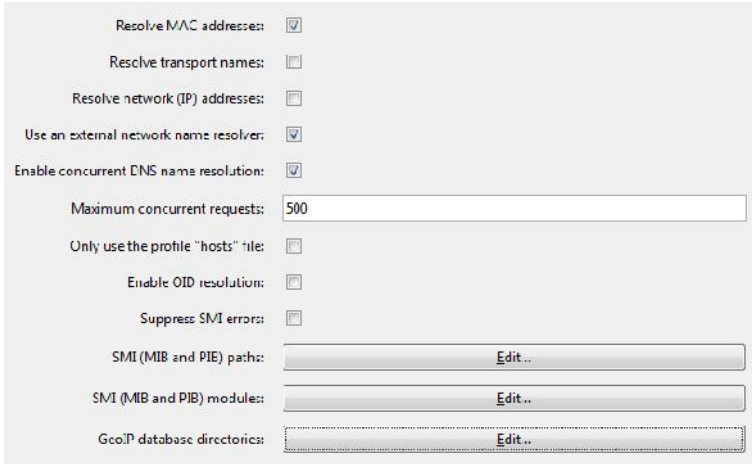 Resolve MAC addresses:
Resolve transport names:
Resolve network (IP) addresses:
Use an external network name resolver:
Enable concurrent DNS name resolution:
Maximum concurrent requests: 500
Only use the profile "hosts" file:
Enable OID resolution:
Suppress SMI errors:
SMI (MIB and PIB) paths: Edit...
SMI (MIB and PIB) modules: Edit...
GeoIP database directories: Edit...